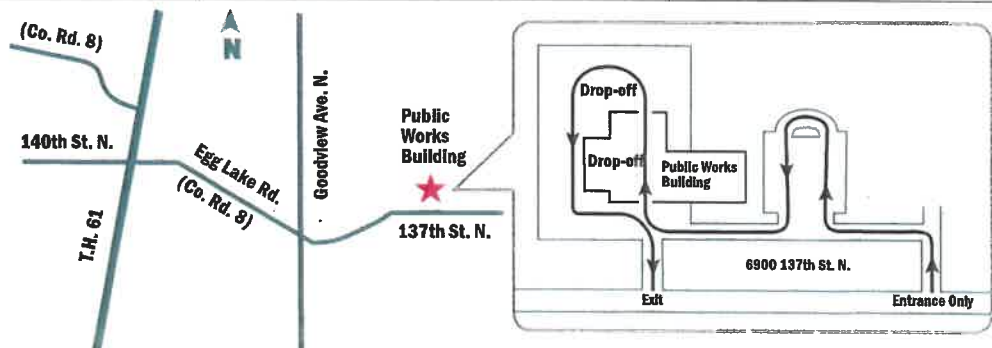 (Co. Rd. 8)
N
140th St. N.
T.H. 61
Egg Lake Rd.
(Co. Rd. 8)
Goodview Ave. N.
Public
Works
Building
137th St. N.
Drop-off
Drop-off
Public Works
Building
6900 137th St. N.
Exit
Entrance Only